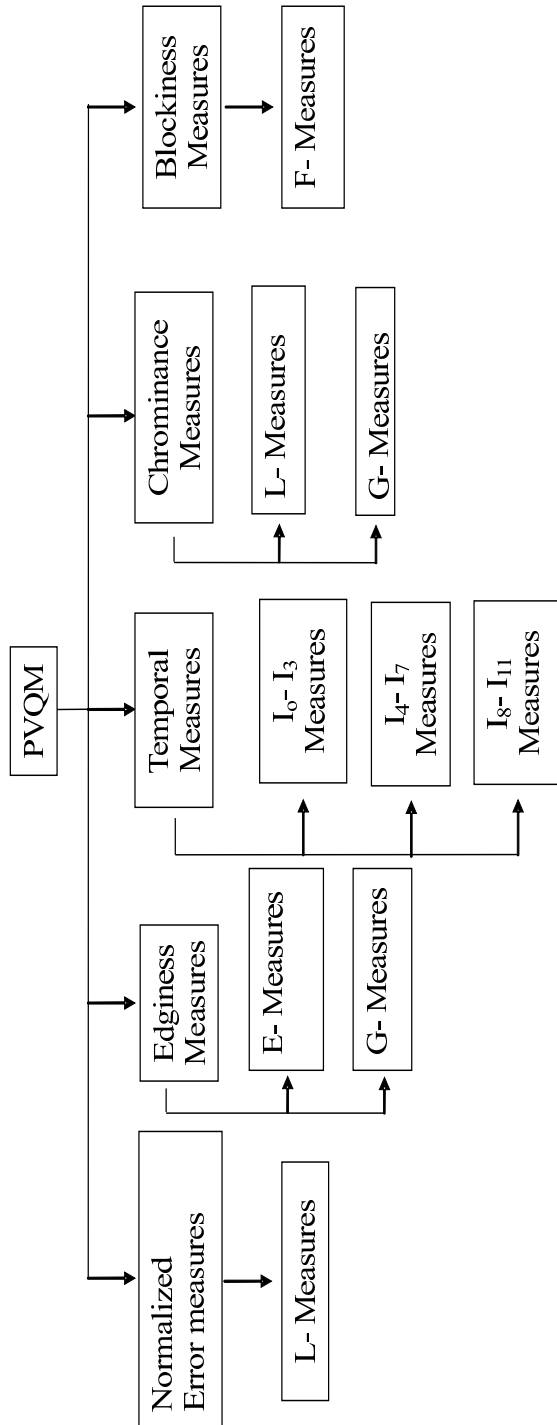 PVQM
Normalized
Error measures
L- Measures
Edginess
Measures
E- Measures
G- Measures
Temporal
Measures
I₀- I₃
Measures
I₄- I₇
Measures
I₈- I₁₁
Measures
Chrominance
Measures
L- Measures
G- Measures
Blockiness
Measures
F- Measures